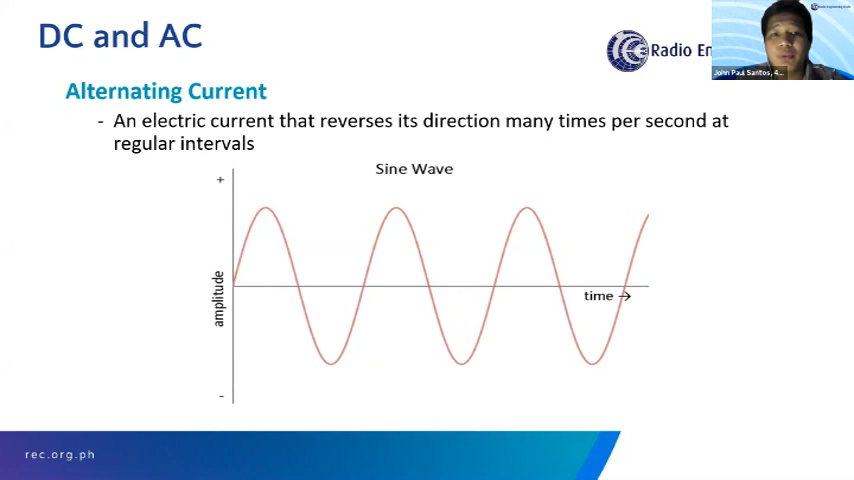 DC and AC
Radio En
John Paul Santos, 4...
Alternating Current
- An electric current that reverses its direction many times per second at
regular intervals
Sine Wave
+
amplitude
time →
-
rec.org.ph